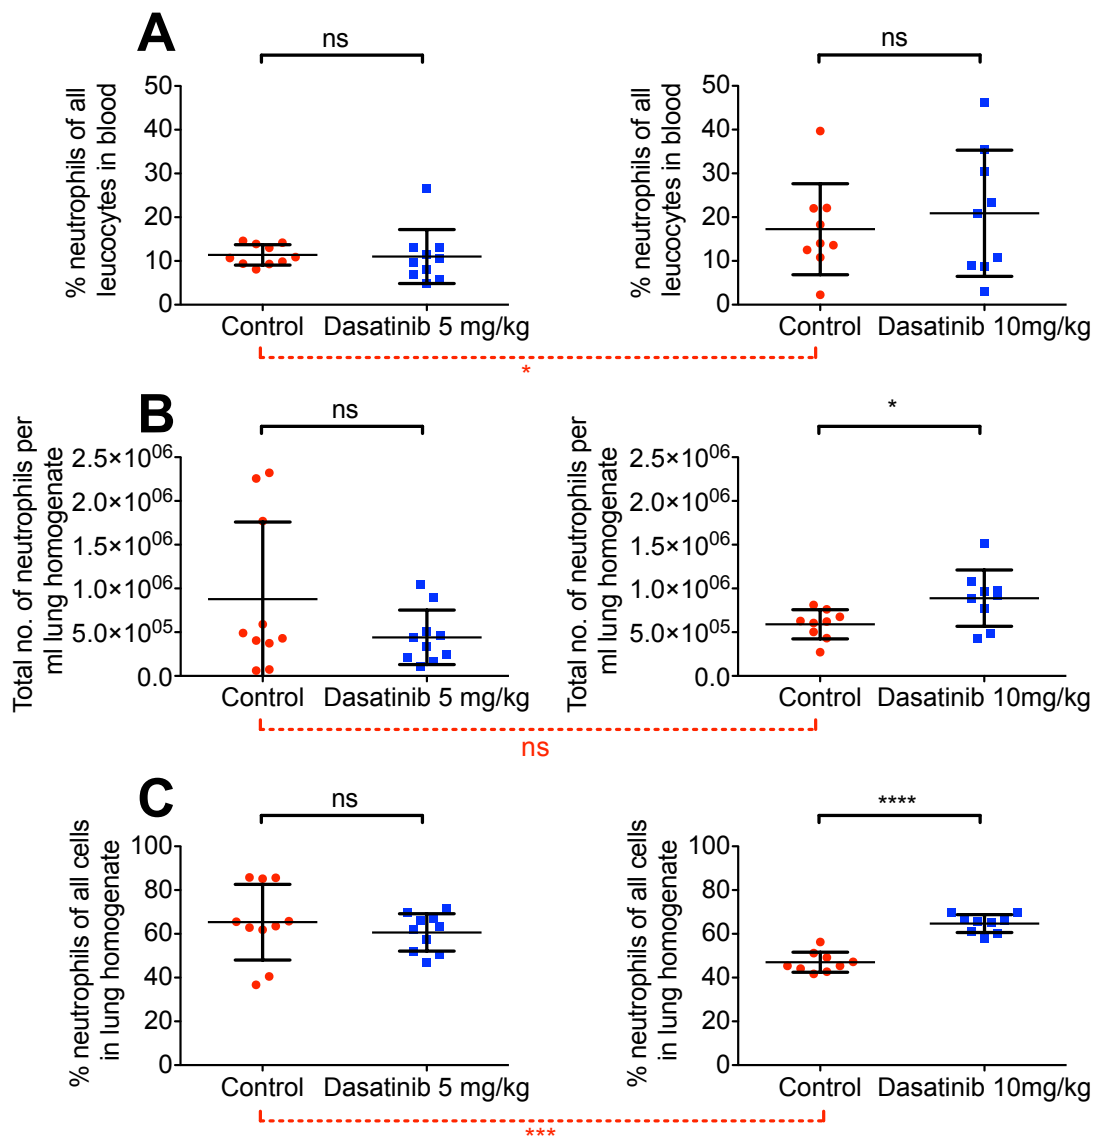 A
ns
ns
% neutrophils of all
leucocytes in blood
50
40
30
20
10
0
Control
Dasatinib 5 mg/kg
% neutrophils of all
leucocytes in blood
50
40
30
20
10
0
Control
Dasatinib 10mg/kg
*
B
ns
*
Total no. of neutrophils per
ml lung homogenate
2.5×10⁰⁶
2.0×10⁰⁶
1.5×10⁰⁶
1.0×10⁰⁶
5.0×10⁰⁵
0.0
Control
Dasatinib 5 mg/kg
Total no. of neutrophils per
ml lung homogenate
2.5×10⁰⁶
2.0×10⁰⁶
1.5×10⁰⁶
1.0×10⁰⁶
5.0×10⁰⁵
0.0
Control
Dasatinib 10mg/kg
ns
C
ns
****
% neutrophils of all cells
in lung homogenate
100
80
60
40
20
0
Control
Dasatinib 5 mg/kg
% neutrophils of all cells
in lung homogenate
100
80
60
40
20
0
Control
Dasatinib 10mg/kg
***